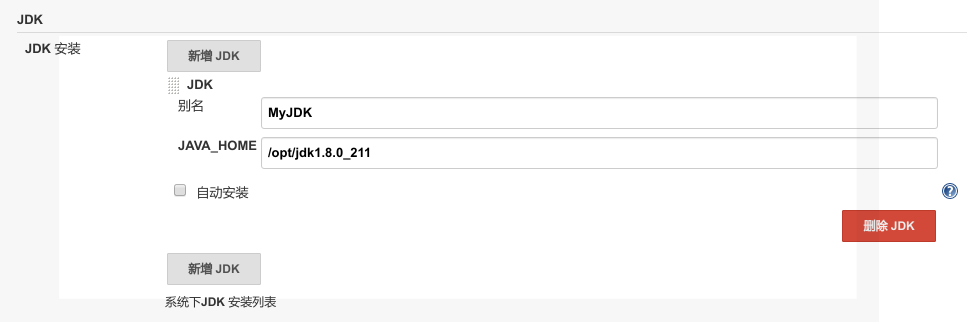 JDK
JDK 安装
新增 JDK
JDK
别名
MyJDK
JAVA_HOME
/opt/jdk1.8.0_211
自动安装
?
删除 JDK
新增 JDK
系统下JDK 安装列表